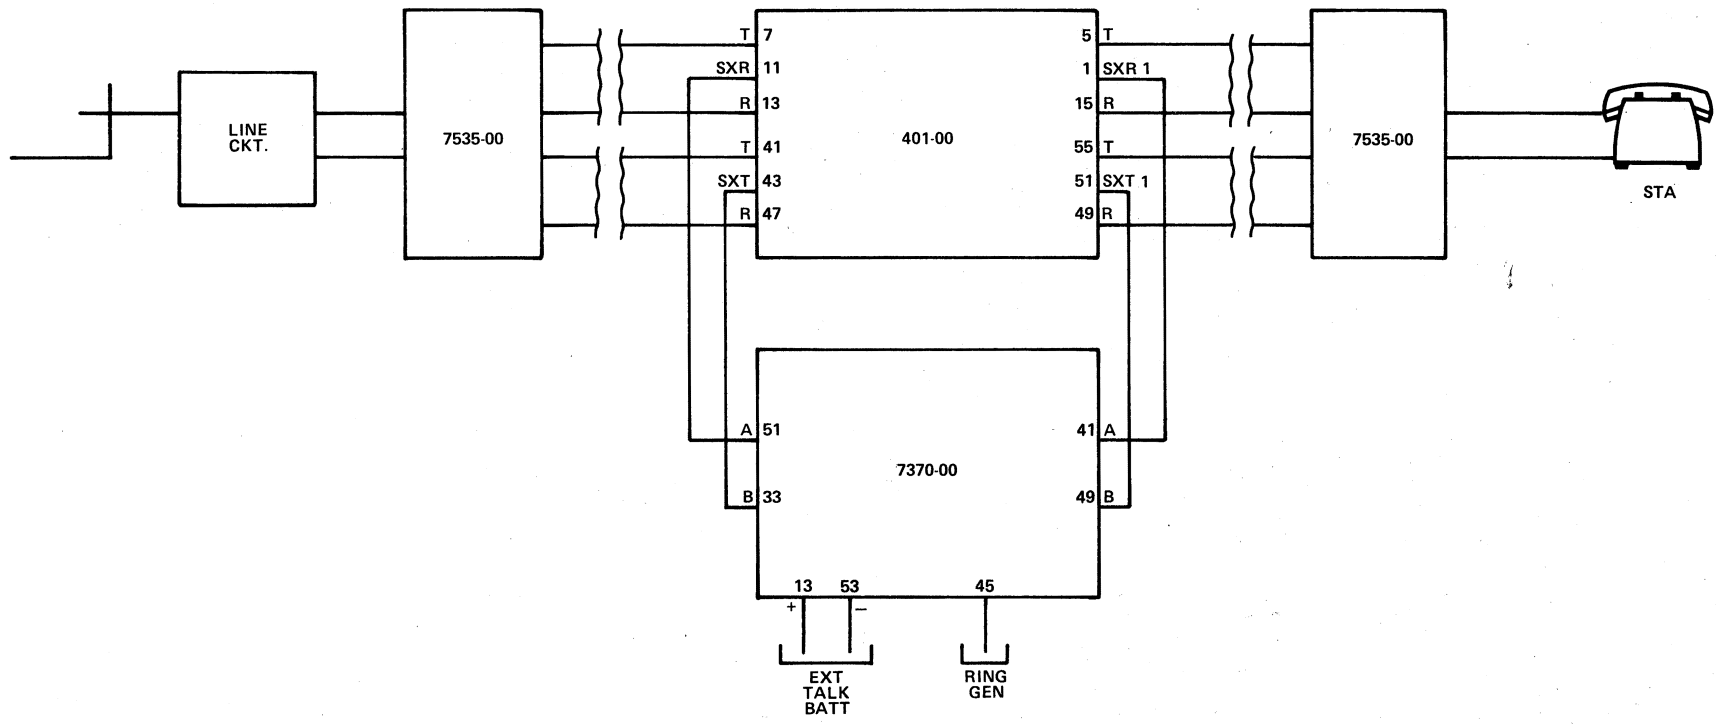 T 7
SXR 11
R 13
T 41
SXT 43
R 47
401-00
5 T
1 SXR 1
15 R
55 T
51 SXT 1
49 R
LINE
CKT.
7535-00
7535-00
STA
A 51
B 33
7370-00
41 A
49 B
13 53 45
+ –
EXT
TALK
BATT
RING
GEN